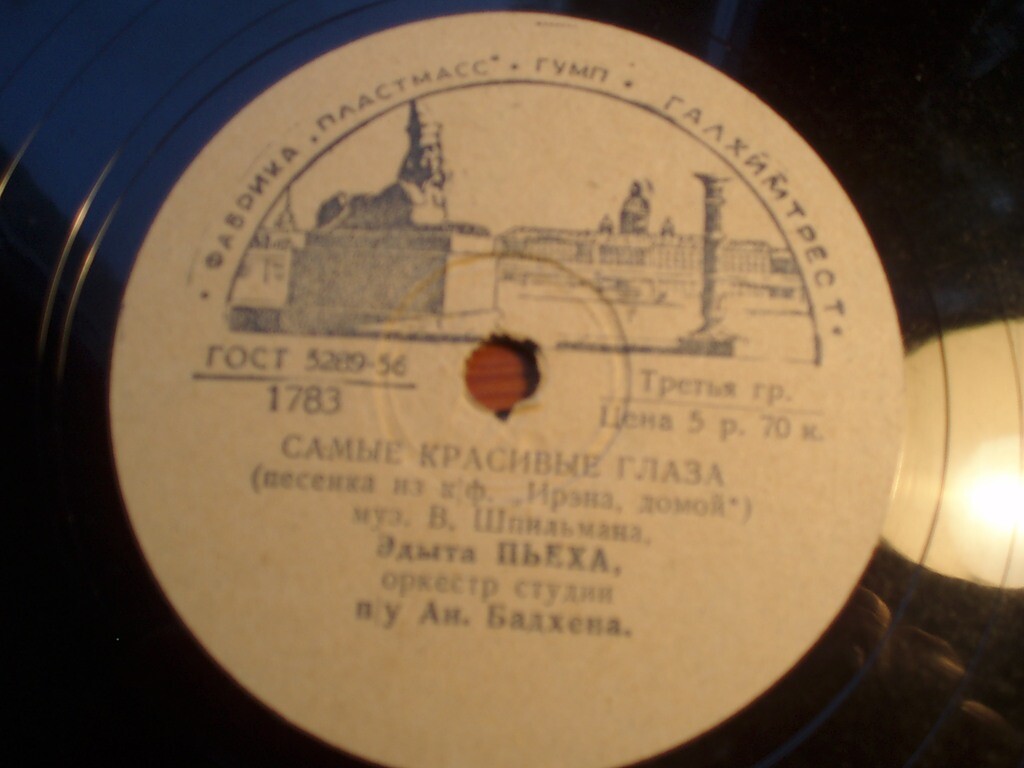 • ФАБРИКА „ПЛАСТМАСС" • ГУМП • ГАЛХИМТРЕСТ •
ГОСТ 5289-56
1783
Третья гр.
Цена 5 р. 70 к.
САМЫЕ КРАСИВЫЕ ГЛАЗА
(песенка из к/ф. „Ирэна, домой")
муз. В. Шпильмана.
Эдыта ПЬЕХА,
оркестр студии
п/у Ан. Бадхена.